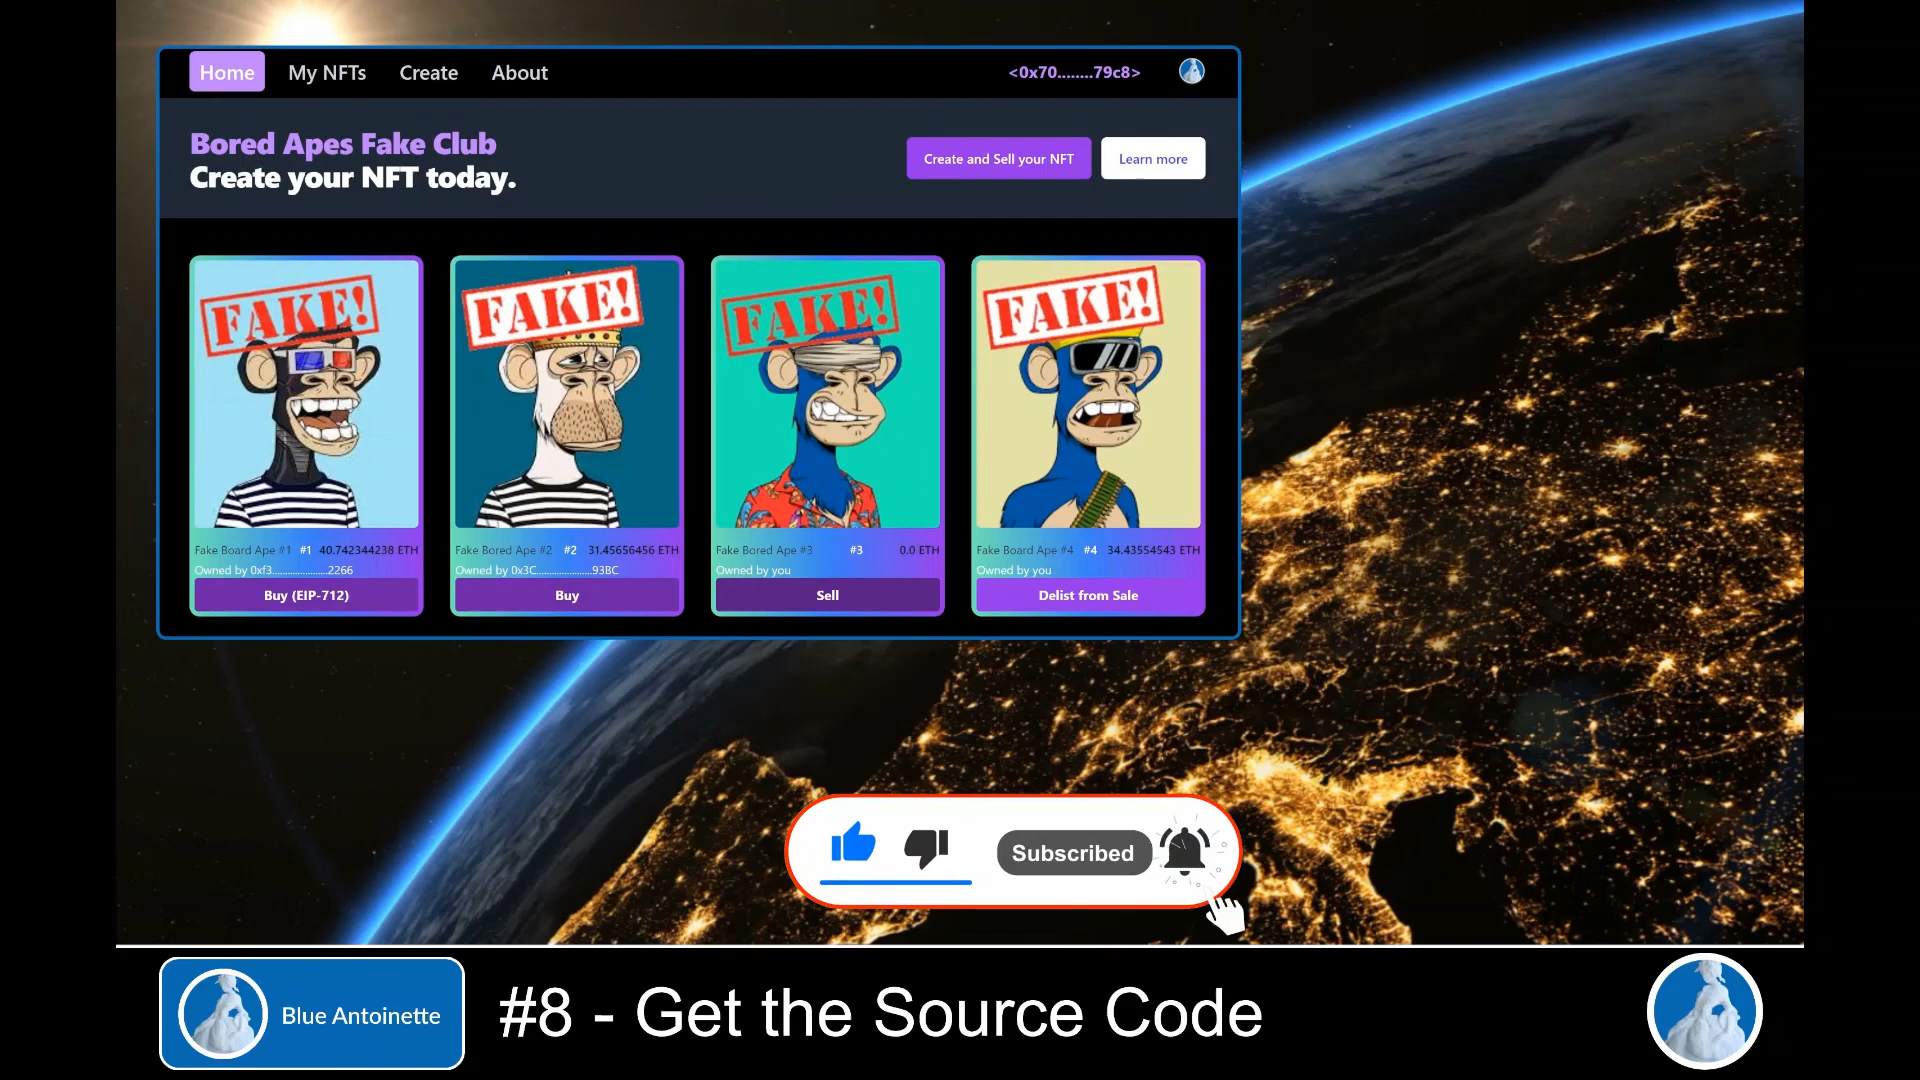 Home My NFTs Create About <0x70........79c8>
Bored Apes Fake Club
Create your NFT today.
Create and Sell your NFT Learn more
FAKE! FAKE! FAKE! FAKE!
Fake Board Ape #1 #1 40.742344238 ETH
Owned by 0xf3......................2266
Buy (EIP-712)
Fake Bored Ape #2 #2 31.45656456 ETH
Owned by 0x3C......................93BC
Buy
Fake Bored Ape #3 #3 0.0 ETH
Owned by you
Sell
Fake Board Ape #4 #4 34.43554543 ETH
Owned by you
Delist from Sale
Subscribed
Blue Antoinette
#8 - Get the Source Code